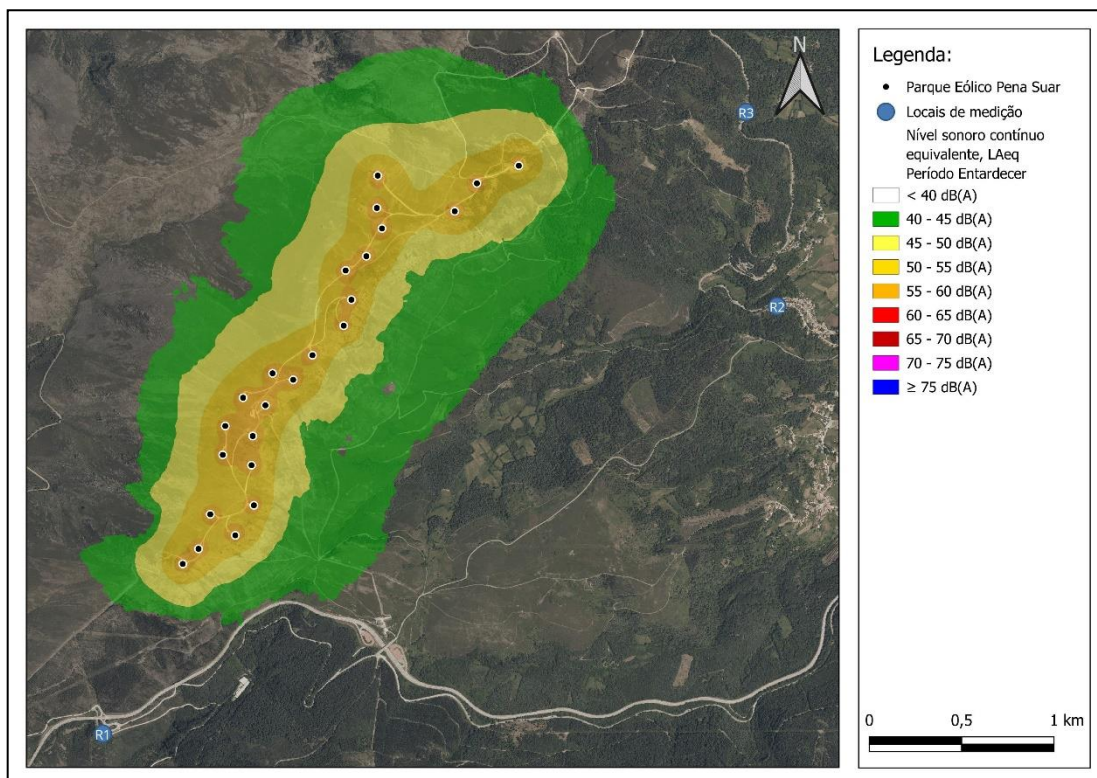 N
R3
R2
R1
Legenda:
Parque Eólico Pena Suar
Locais de medição
Nível sonoro contínuo
equivalente, LAeq
Período Entardecer
< 40 dB(A)
40 - 45 dB(A)
45 - 50 dB(A)
50 - 55 dB(A)
55 - 60 dB(A)
60 - 65 dB(A)
65 - 70 dB(A)
70 - 75 dB(A)
≥ 75 dB(A)
0 0,5 1 km